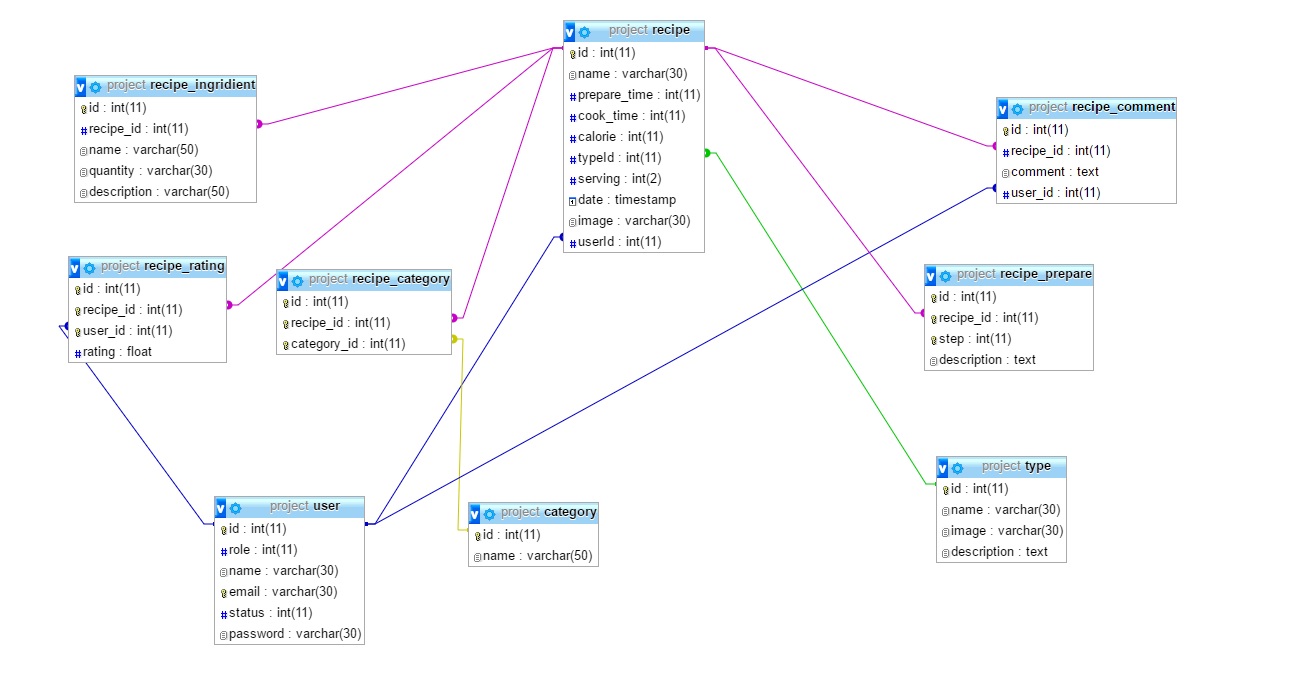 project recipe
id : int(11)
name : varchar(30)
prepare_time : int(11)
cook_time : int(11)
calorie : int(11)
typeId : int(11)
serving : int(2)
date : timestamp
image : varchar(30)
userId : int(11)
project recipe_ingridient
id : int(11)
recipe_id : int(11)
name : varchar(50)
quantity : varchar(30)
description : varchar(50)
project recipe_comment
id : int(11)
recipe_id : int(11)
comment : text
user_id : int(11)
project recipe_rating
id : int(11)
recipe_id : int(11)
user_id : int(11)
rating : float
project recipe_category
id : int(11)
recipe_id : int(11)
category_id : int(11)
project recipe_prepare
id : int(11)
recipe_id : int(11)
step : int(11)
description : text
project type
id : int(11)
name : varchar(30)
image : varchar(30)
description : text
project user
id : int(11)
role : int(11)
name : varchar(30)
email : varchar(30)
status : int(11)
password : varchar(30)
project category
id : int(11)
name : varchar(50)